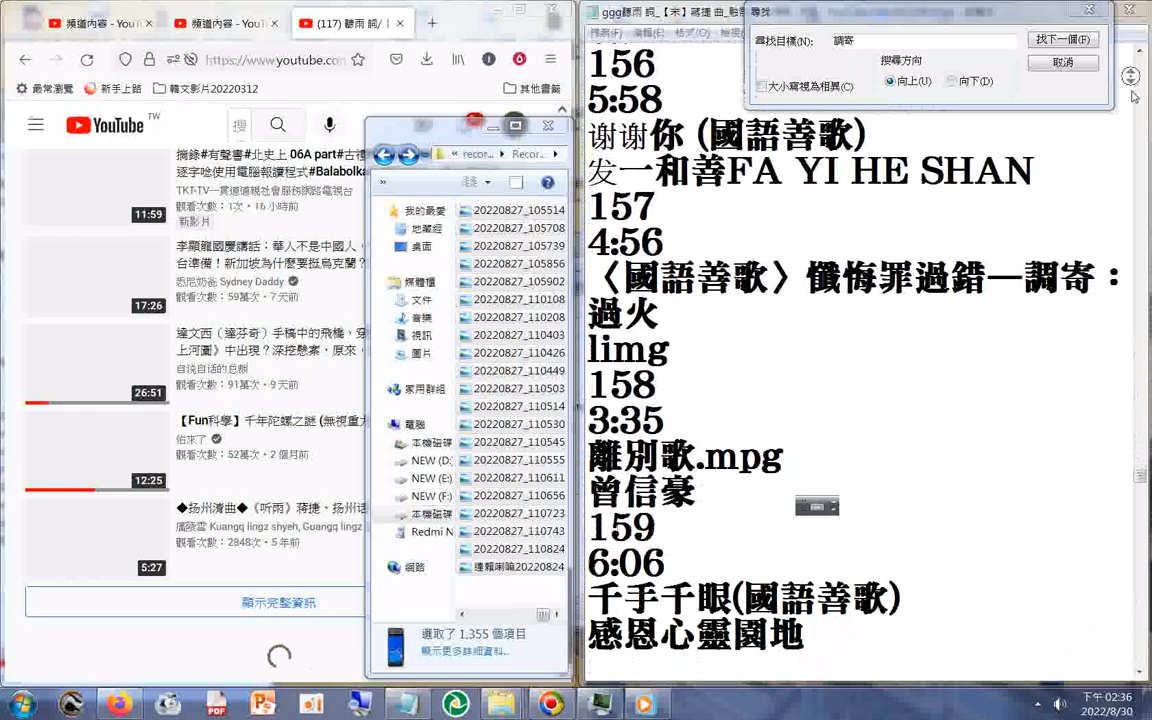 頻道內容 - YouT
頻道內容 - YouT
(117) 聽雨 詞/
https://www.youtube.com
最常瀏覽
新手上路
韓文影片20220312
其他書籤
YouTube TW
摘錄#有聲書#北史上 06A part#古禮
逐字唸使用電腦報讀程式#Balabolka
TKT-TV一貫道道親社會服務網路電視台
觀看次數：1次・16 小時前
新影片
11:59
李顯龍國慶講話：華人不是中國人，
台準備！新加坡為什麼要挺烏克蘭？
悉尼奶爸 Sydney Daddy
觀看次數：59萬次・7 天前
17:26
達文西（達芬奇）手稿中的飛機，穿
上河圖》中出現？深挖懸案，原來，
自说自话的总裁
觀看次數：91萬次・9 天前
26:51
【Fun科學】千年陀螺之謎 (無視重力
佑來了
觀看次數：52萬次・2 個月前
12:25
◆扬州清曲◆《听雨》蒋捷・扬州话
廣陵靈 Kuangq lingz shyeh, Guangq lingz
觀看次數：2848次・5 年前
5:27
顯示完整資訊
« recor...
Recor...
我的最愛
地藏經
桌面
媒體櫃
文件
音樂
視訊
圖片
家用群組
電腦
本機磁碟
NEW (D:
NEW (E:)
NEW (F:)
本機磁碟
Redmi N
網路
20220827_105514
20220827_105708
20220827_105739
20220827_105856
20220827_105902
20220827_110108
20220827_110208
20220827_110403
20220827_110426
20220827_110449
20220827_110503
20220827_110514
20220827_110530
20220827_110545
20220827_110555
20220827_110611
20220827_110656
20220827_110723
20220827_110743
20220827_110824
連賴喇嘛20220824
選取了 1,355 個項目
顯示更多詳細資料...
ggg聽雨 詞_【宋】蔣捷 曲_
尋找
尋找目標(N):
調寄
找下一個(F)
取消
搜尋方向
大小寫視為相異(C)
向上(U)
向下(D)
156
5:58
谢谢你 (國語善歌)
发一和善FA YI HE SHAN
157
4:56
〈國語善歌〉懺悔罪過錯—調寄：
過火
limg
158
3:35
離別歌.mpg
曾信豪
159
6:06
千手千眼(國語善歌)
感恩心靈園地
下午 02:36
2022/8/30